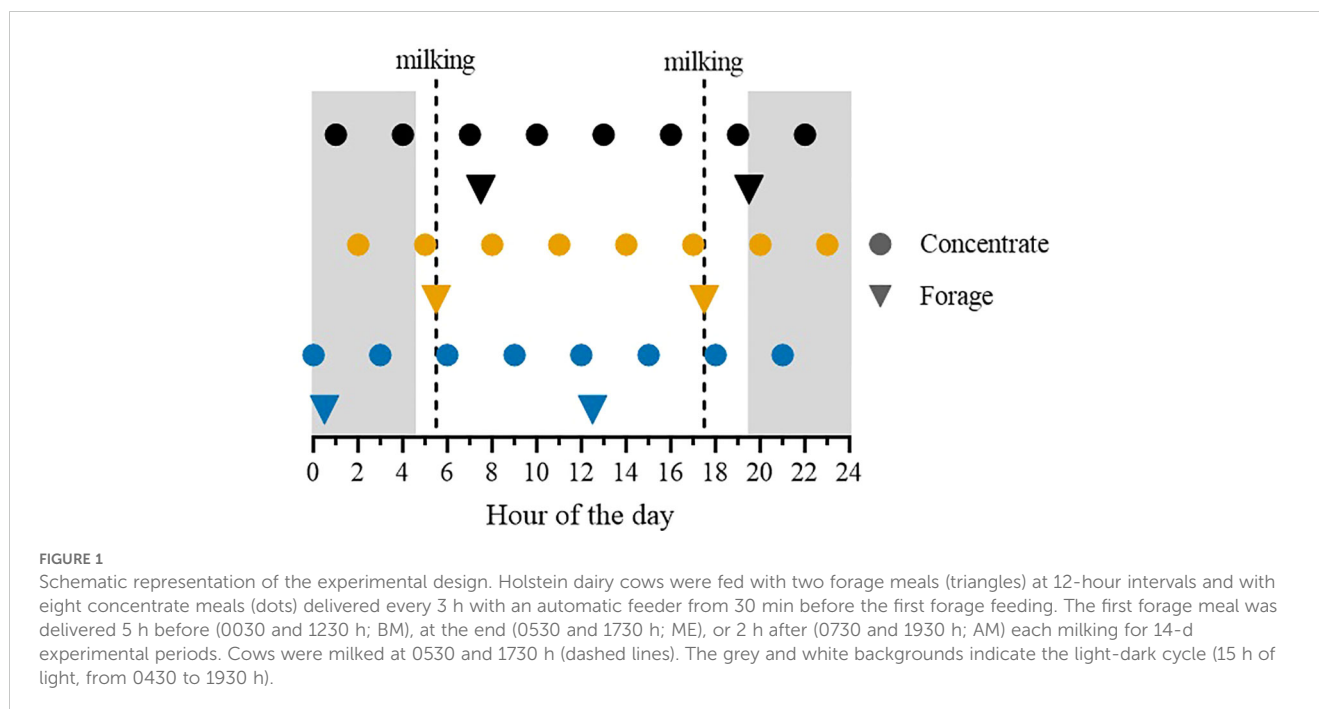 milking milking
Concentrate
Forage
0 2 4 6 8 10 12 14 16 18 20 22 24
Hour of the day
FIGURE 1
Schematic representation of the experimental design. Holstein dairy cows were fed with two forage meals (triangles) at 12-hour intervals and with
eight concentrate meals (dots) delivered every 3 h with an automatic feeder from 30 min before the first forage feeding. The first forage meal was
delivered 5 h before (0030 and 1230 h; BM), at the end (0530 and 1730 h; ME), or 2 h after (0730 and 1930 h; AM) each milking for 14-d
experimental periods. Cows were milked at 0530 and 1730 h (dashed lines). The grey and white backgrounds indicate the light-dark cycle (15 h of
light, from 0430 to 1930 h).